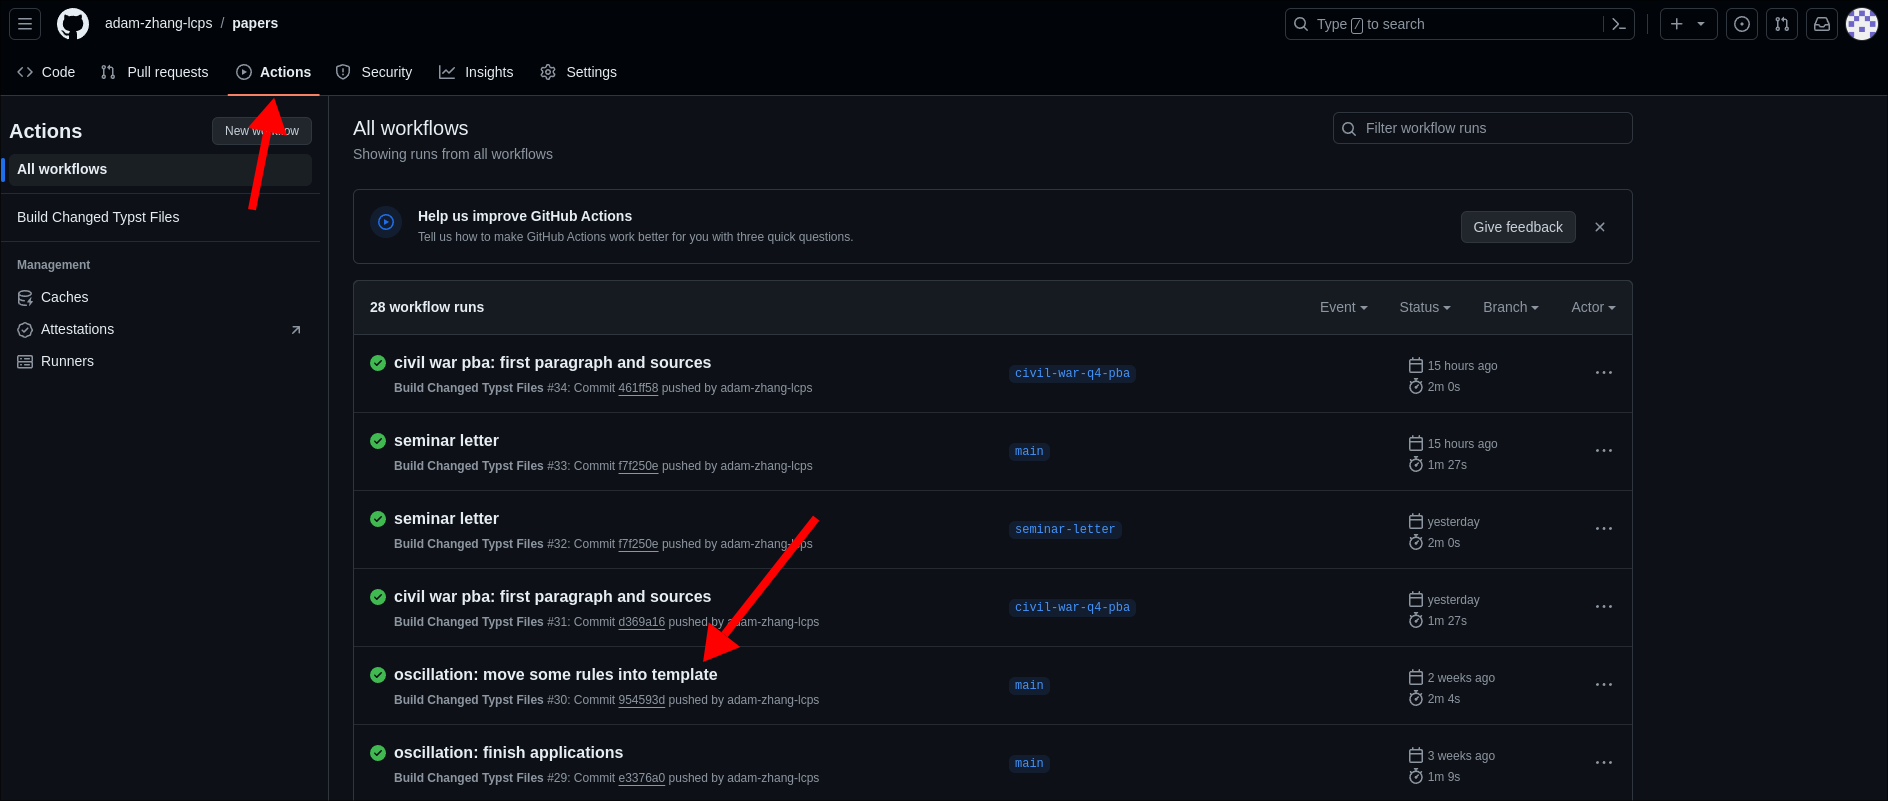 adam-zhang-lcps / papers
Type / to search
Code Pull requests Actions Security Insights Settings
Actions
New workflow
All workflows
Build Changed Typst Files
Management
Caches
Attestations
Runners
All workflows
Showing runs from all workflows
Filter workflow runs
Help us improve GitHub Actions
Tell us how to make GitHub Actions work better for you with three quick questions.
Give feedback
28 workflow runs
Event Status Branch Actor
civil war pba: first paragraph and sources
Build Changed Typst Files #34: Commit 461ff58 pushed by adam-zhang-lcps
civil-war-q4-pba
15 hours ago
2m 0s
seminar letter
Build Changed Typst Files #33: Commit f7f250e pushed by adam-zhang-lcps
main
15 hours ago
1m 27s
seminar letter
Build Changed Typst Files #32: Commit f7f250e pushed by adam-zhang-lcps
seminar-letter
yesterday
2m 0s
civil war pba: first paragraph and sources
Build Changed Typst Files #31: Commit d369a16 pushed by adam-zhang-lcps
civil-war-q4-pba
yesterday
1m 27s
oscillation: move some rules into template
Build Changed Typst Files #30: Commit 954593d pushed by adam-zhang-lcps
main
2 weeks ago
2m 4s
oscillation: finish applications
Build Changed Typst Files #29: Commit e3376a0 pushed by adam-zhang-lcps
main
3 weeks ago
1m 9s